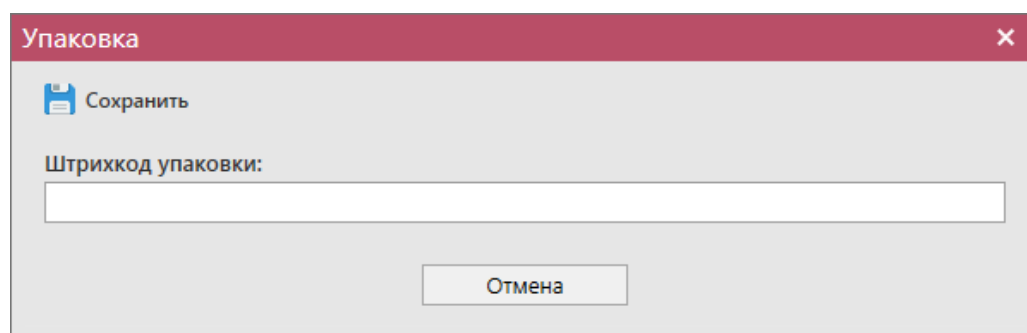 Упаковка
Сохранить
Штрихкод упаковки:
Отмена